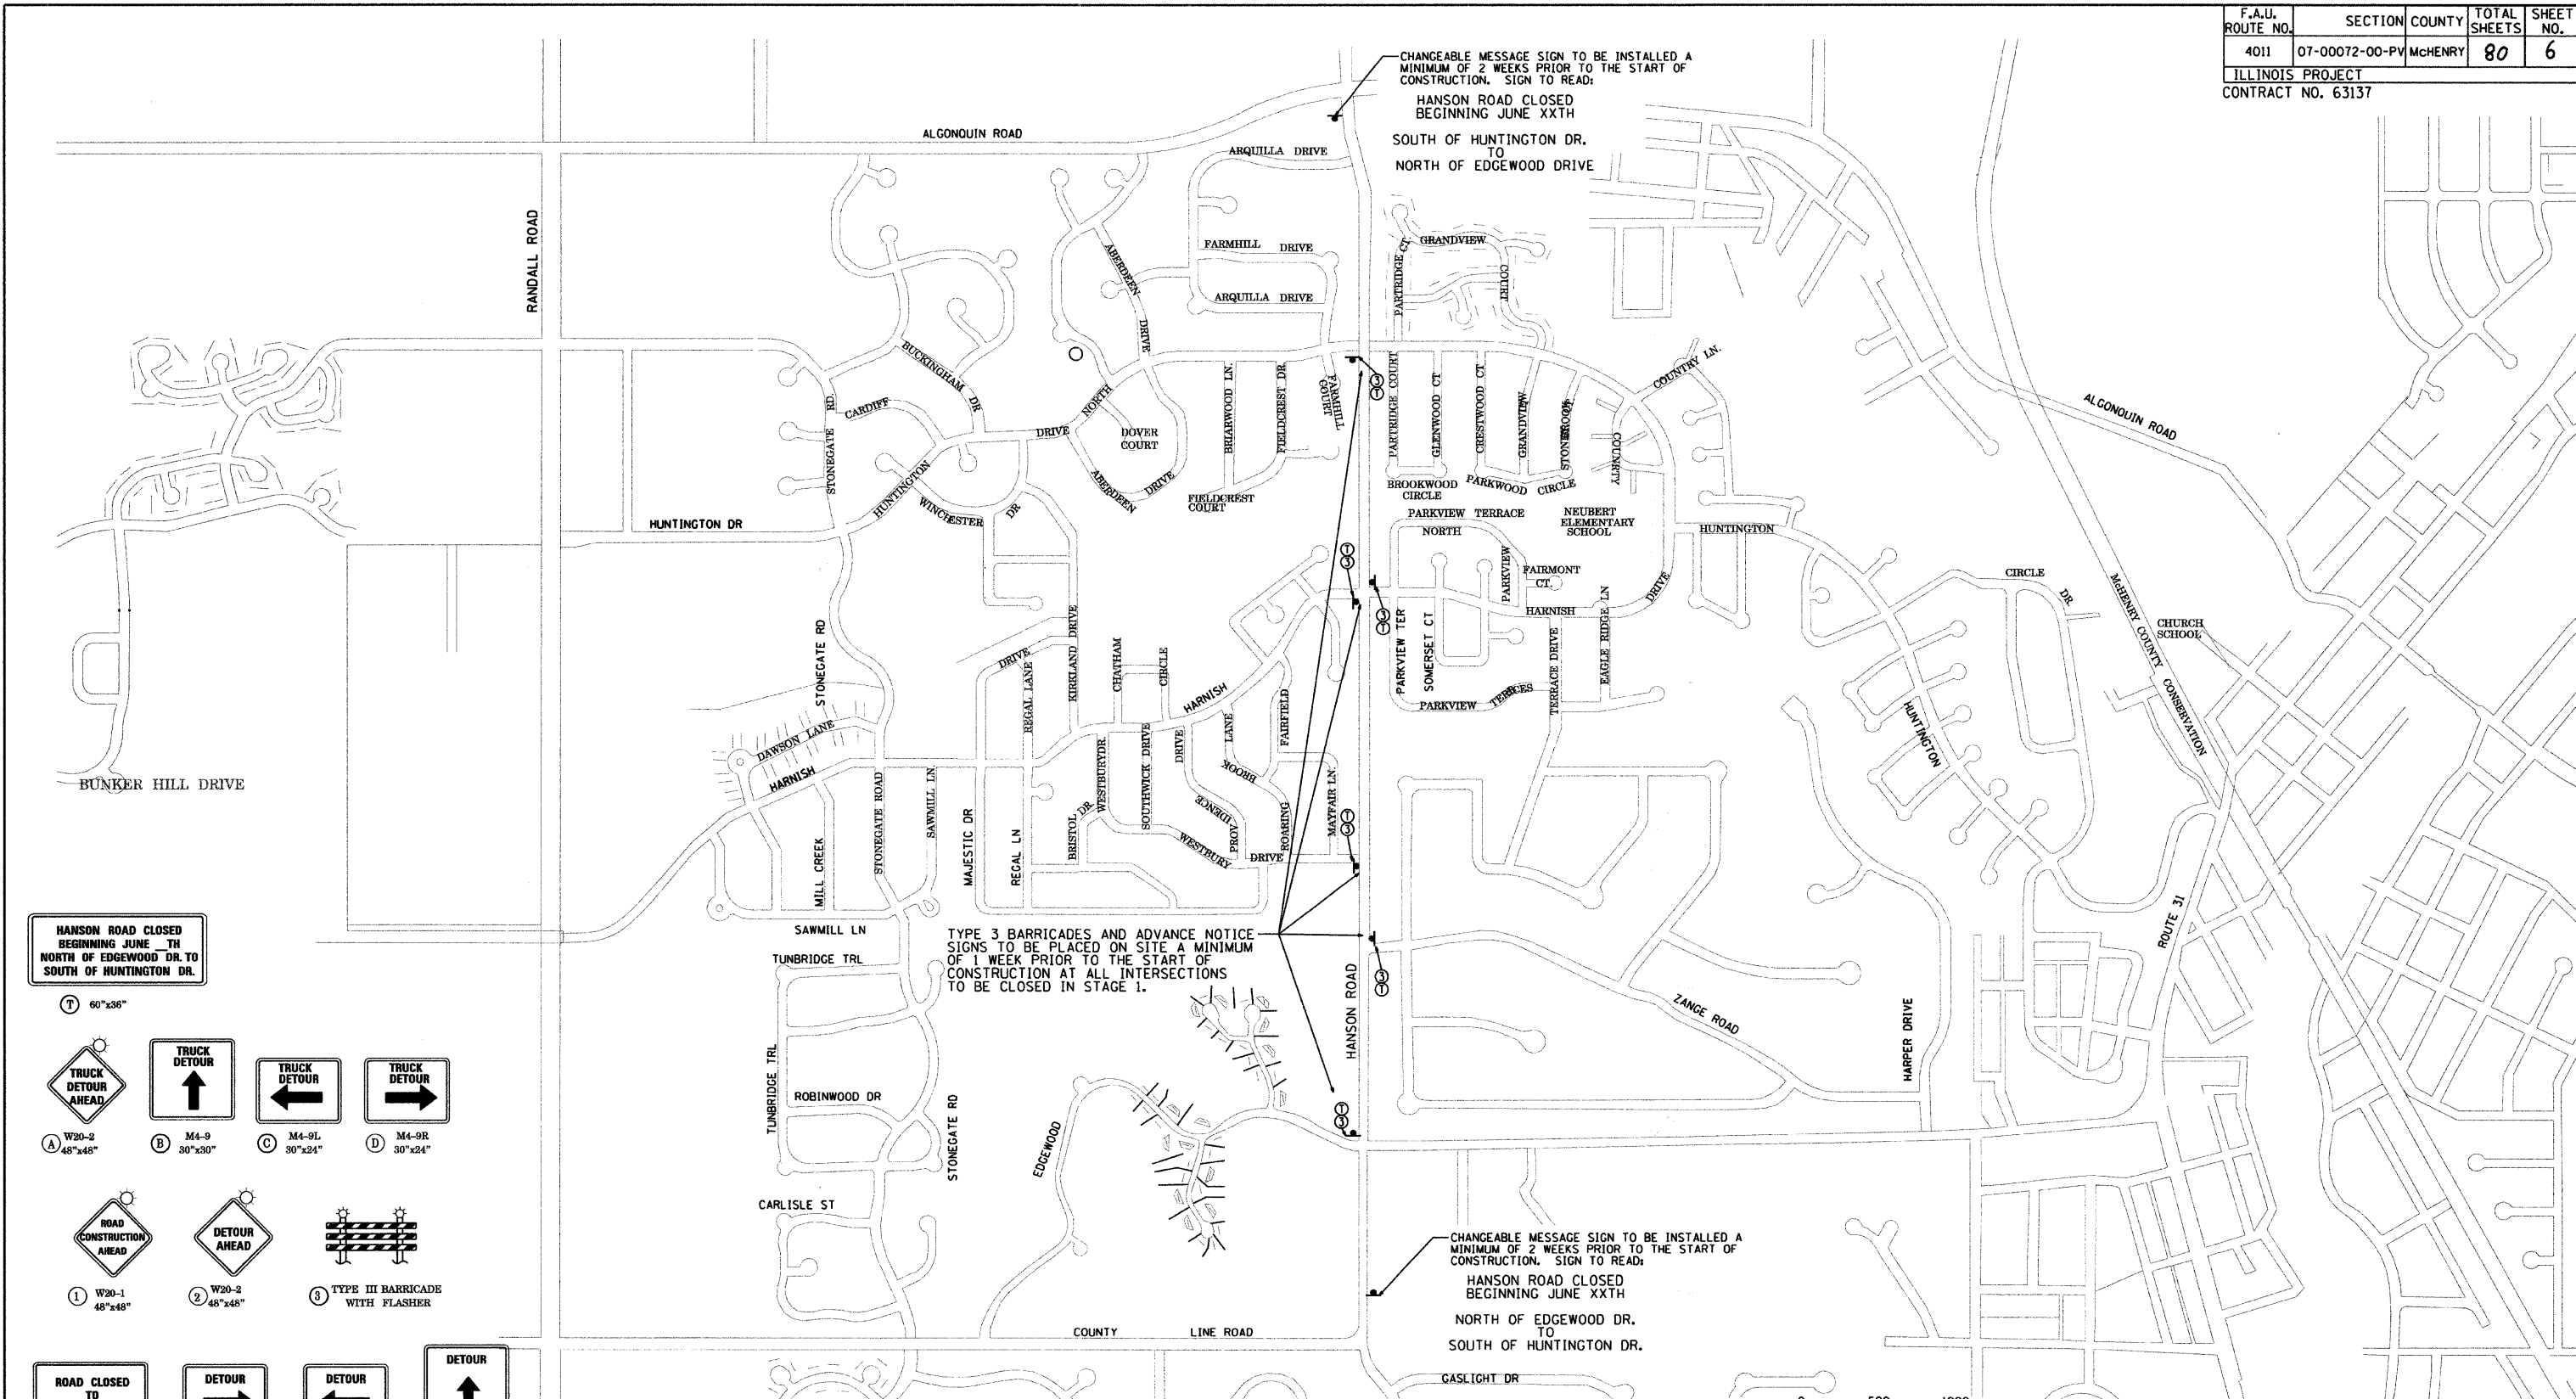 F.A.U. ROUTE NO. SECTION COUNTY TOTAL SHEETS SHEET NO.
4011 07-00072-00-PV McHENRY 80 6
ILLINOIS PROJECT
CONTRACT NO. 63137
CHANGEABLE MESSAGE SIGN TO BE INSTALLED A
MINIMUM OF 2 WEEKS PRIOR TO THE START OF
CONSTRUCTION. SIGN TO READ:
HANSON ROAD CLOSED
BEGINNING JUNE XXTH
SOUTH OF HUNTINGTON DR.
TO
NORTH OF EDGEWOOD DRIVE
ALGONQUIN ROAD
ARQUILLA DRIVE
RANDALL ROAD
FARMHILL DRIVE
ARQUILLA DRIVE
ABERDEEN
DRIVE
PARTRIDGE CT.
GRANDVIEW
COURT
BUCKINGHAM DR
CARDIFF
STONEGATE RD.
NORTH
DRIVE
DOVER
COURT
BRIARWOOD LN.
FIELDCREST DR.
FARMHILL
COURT
3
T
PARTRIDGE COURT
GLENWOOD CT
CRESTWOOD CT
GRANDVIEW
COUNTRY LN.
COUNTRY
ALGONQUIN ROAD
HUNTINGTON
WINCHESTER
DR
ABERDEEN DRIVE
FIELDCREST
COURT
BROOKWOOD
CIRCLE
PARKWOOD CIRCLE
HUNTINGTON DR
PARKVIEW TERRACE
NORTH
NEUBERT
ELEMENTARY
SCHOOL
HUNTINGTON
T
3
3
T
PARKVIEW
FAIRMONT
CT.
HARNISH
DRIVE
CIRCLE
DR.
McHENRY COUNTY CONSERVATION
CHURCH
SCHOOL
STONEGATE RD
DRIVE
REGAL LANE
KIRKLAND DRIVE
CHATHAM
CIRCLE
HARNISH
PARKVIEW TER
SOMERSET CT
TERRACE DRIVE
EAGLE RIDGE LN
PARKVIEW
DAWSON LANE
HARNISH
BUNKER HILL DRIVE
LANE
FAIRFIELD
HUNTINGTON
MILL CREEK
STONEGATE ROAD
SAWMILL LN.
MAJESTIC DR
REGAL LN
BRISTOL DR.
WESTBURY DR.
SOUTHWICK DRIVE
DRIVE
PROV
IDENCE
BROOK
ROARING
MAYFAIR LN.
WESTBURY DRIVE
T
3
SAWMILL LN
ROUTE 31
HANSON ROAD CLOSED
BEGINNING JUNE __TH
NORTH OF EDGEWOOD DR. TO
SOUTH OF HUNTINGTON DR.
T 60"x36"
TYPE 3 BARRICADES AND ADVANCE NOTICE
SIGNS TO BE PLACED ON SITE A MINIMUM
OF 1 WEEK PRIOR TO THE START OF
CONSTRUCTION AT ALL INTERSECTIONS
TO BE CLOSED IN STAGE 1.
TUNBRIDGE TRL
3
T
HANSON ROAD
ZANGE ROAD
HARPER DRIVE
TRUCK
DETOUR
AHEAD
TRUCK
DETOUR
TRUCK
DETOUR
TRUCK
DETOUR
A W20-2
48"x48"
B M4-9
30"x30"
C M4-9L
30"x24"
D M4-9R
30"x24"
TUNBRIDGE TRL
ROBINWOOD DR
STONEGATE RD
EDGEWOOD
T
3
CARLISLE ST
ROAD
CONSTRUCTION
AHEAD
DETOUR
AHEAD
1 W20-1
48"x48"
2 W20-2
48"x48"
3 TYPE III BARRICADE
WITH FLASHER
CHANGEABLE MESSAGE SIGN TO BE INSTALLED A
MINIMUM OF 2 WEEKS PRIOR TO THE START OF
CONSTRUCTION. SIGN TO READ:
HANSON ROAD CLOSED
BEGINNING JUNE XXTH
NORTH OF EDGEWOOD DR.
TO
SOUTH OF HUNTINGTON DR.
COUNTY LINE ROAD
GASLIGHT DR
ROAD CLOSED
TO
DETOUR
DETOUR
DETOUR